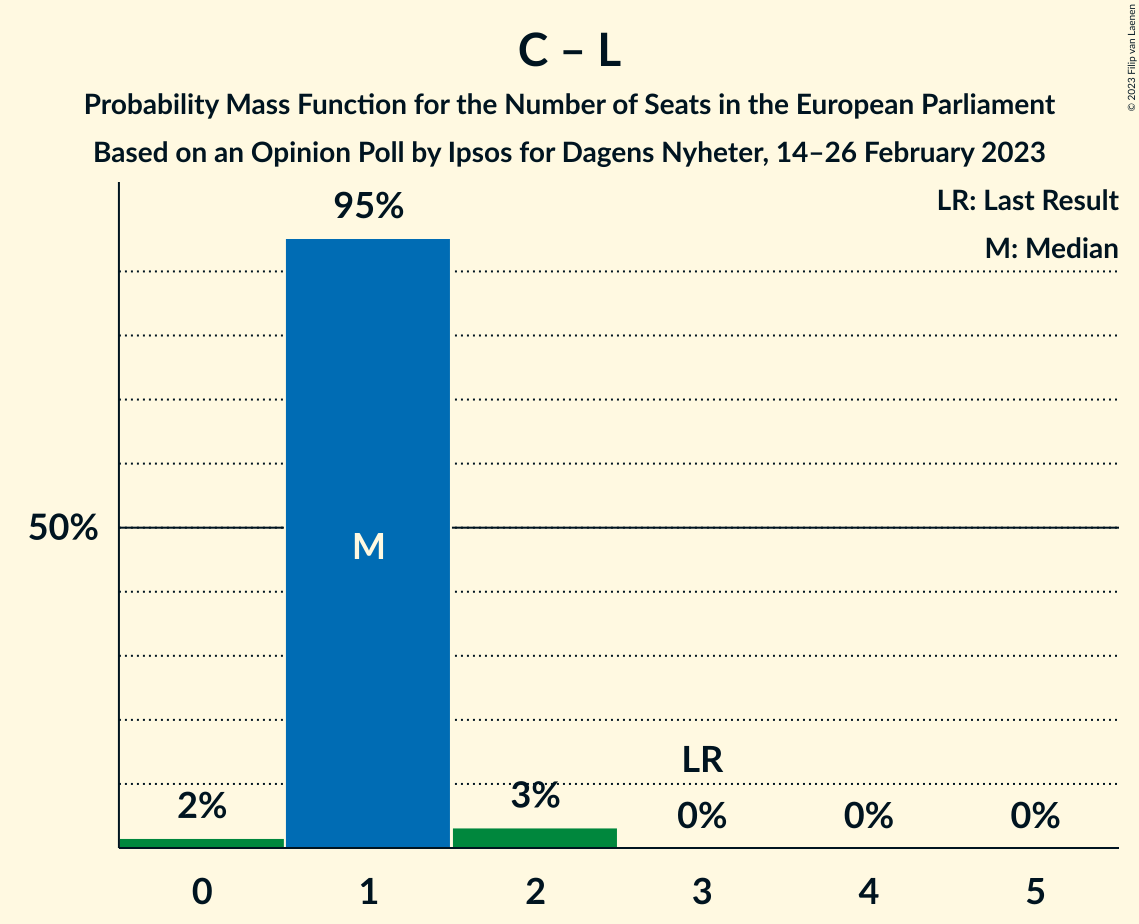 © 2023 Filip van Laenen
C – L
Probability Mass Function for the Number of Seats in the European Parliament
Based on an Opinion Poll by Ipsos for Dagens Nyheter, 14–26 February 2023
LR: Last Result
M: Median
95%
50%
M
LR
2%
3%
0%
0%
0%
0
1
2
3
4
5